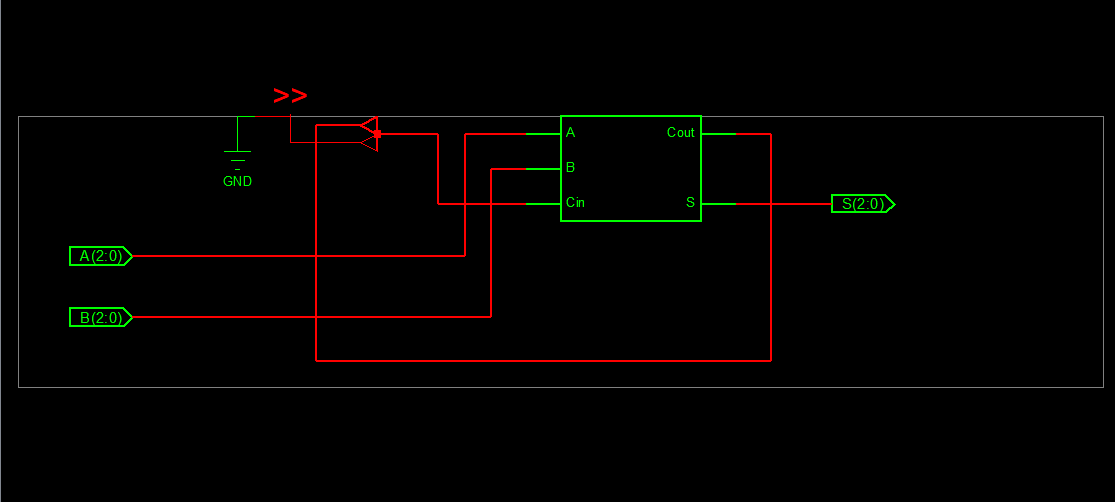 >>
A
Cout
B
GND
Cin
S
S(2:0)
A(2:0)
B(2:0)